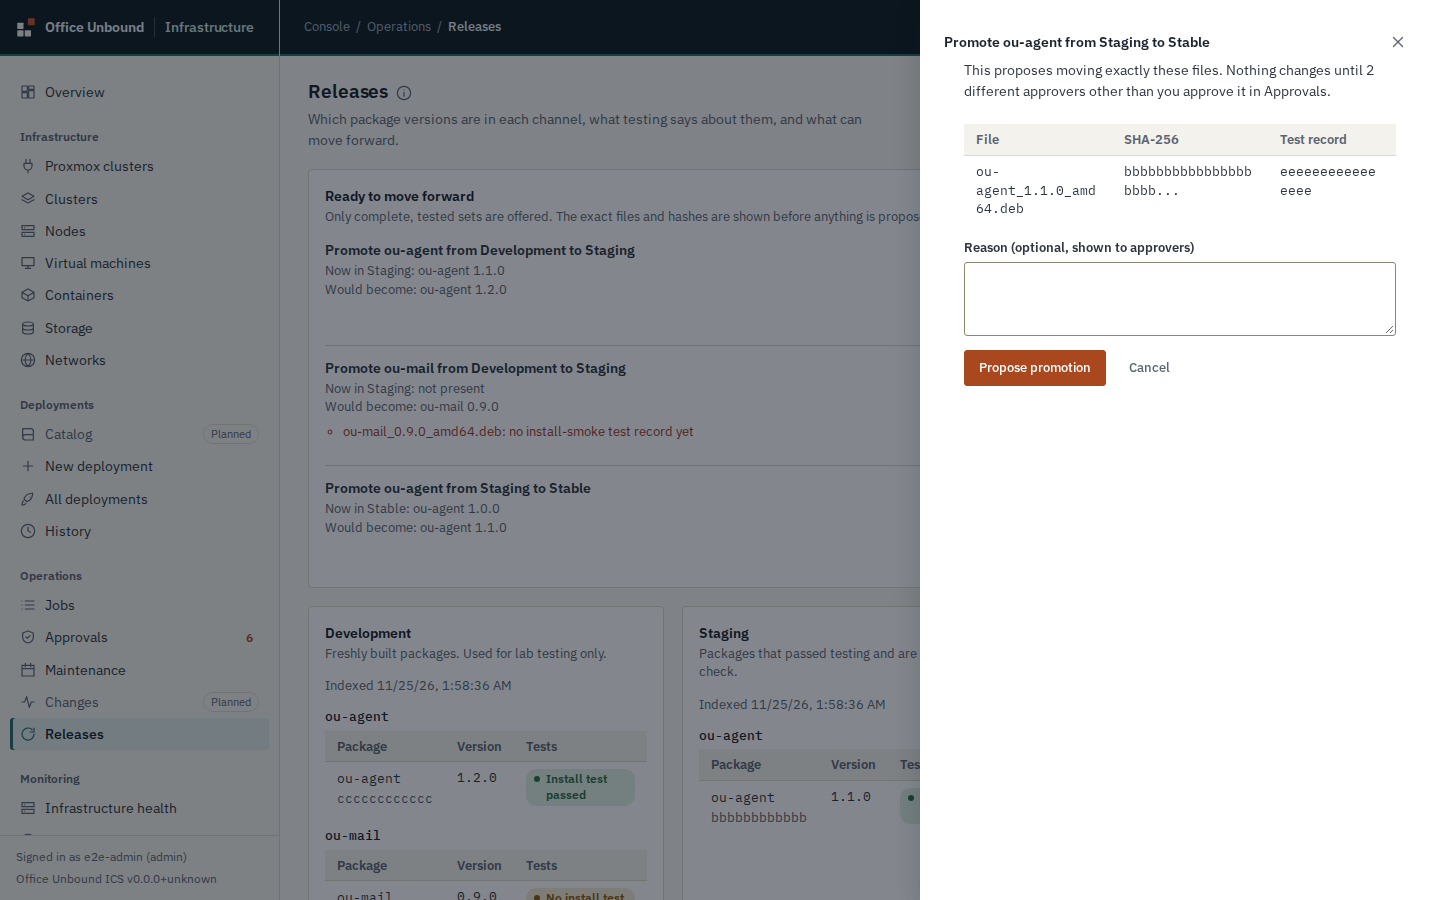 Office Unbound
Infrastructure
Console / Operations / Releases
Overview
Infrastructure
Proxmox clusters
Clusters
Nodes
Virtual machines
Containers
Storage
Networks
Deployments
Catalog
Planned
New deployment
All deployments
History
Operations
Jobs
Approvals
6
Maintenance
Changes
Planned
Releases
Monitoring
Infrastructure health
Signed in as e2e-admin (admin)
Office Unbound ICS v0.0.0+unknown
Releases
Which package versions are in each channel, what testing says about them, and what can
move forward.
Ready to move forward
Only complete, tested sets are offered. The exact files and hashes are shown before anything is propos
Promote ou-agent from Development to Staging
Now in Staging: ou-agent 1.1.0
Would become: ou-agent 1.2.0
Promote ou-mail from Development to Staging
Now in Staging: not present
Would become: ou-mail 0.9.0
ou-mail_0.9.0_amd64.deb: no install-smoke test record yet
Promote ou-agent from Staging to Stable
Now in Stable: ou-agent 1.0.0
Would become: ou-agent 1.1.0
Development
Freshly built packages. Used for lab testing only.
Indexed 11/25/26, 1:58:36 AM
ou-agent
Package Version Tests
ou-agent 1.2.0 Install test
cccccccccccc passed
ou-mail
Package Version Tests
ou-mail 0.9.0 No install test
Staging
Packages that passed testing and are
check.
Indexed 11/25/26, 1:58:36 AM
ou-agent
Package Version Tes
ou-agent 1.1.0
bbbbbbbbbbbb
Promote ou-agent from Staging to Stable
This proposes moving exactly these files. Nothing changes until 2
different approvers other than you approve it in Approvals.
File SHA-256 Test record
ou- bbbbbbbbbbbbbbbb eeeeeeeeeeee
agent_1.1.0_amd bbbb... eeee
64.deb
Reason (optional, shown to approvers)
Propose promotion
Cancel